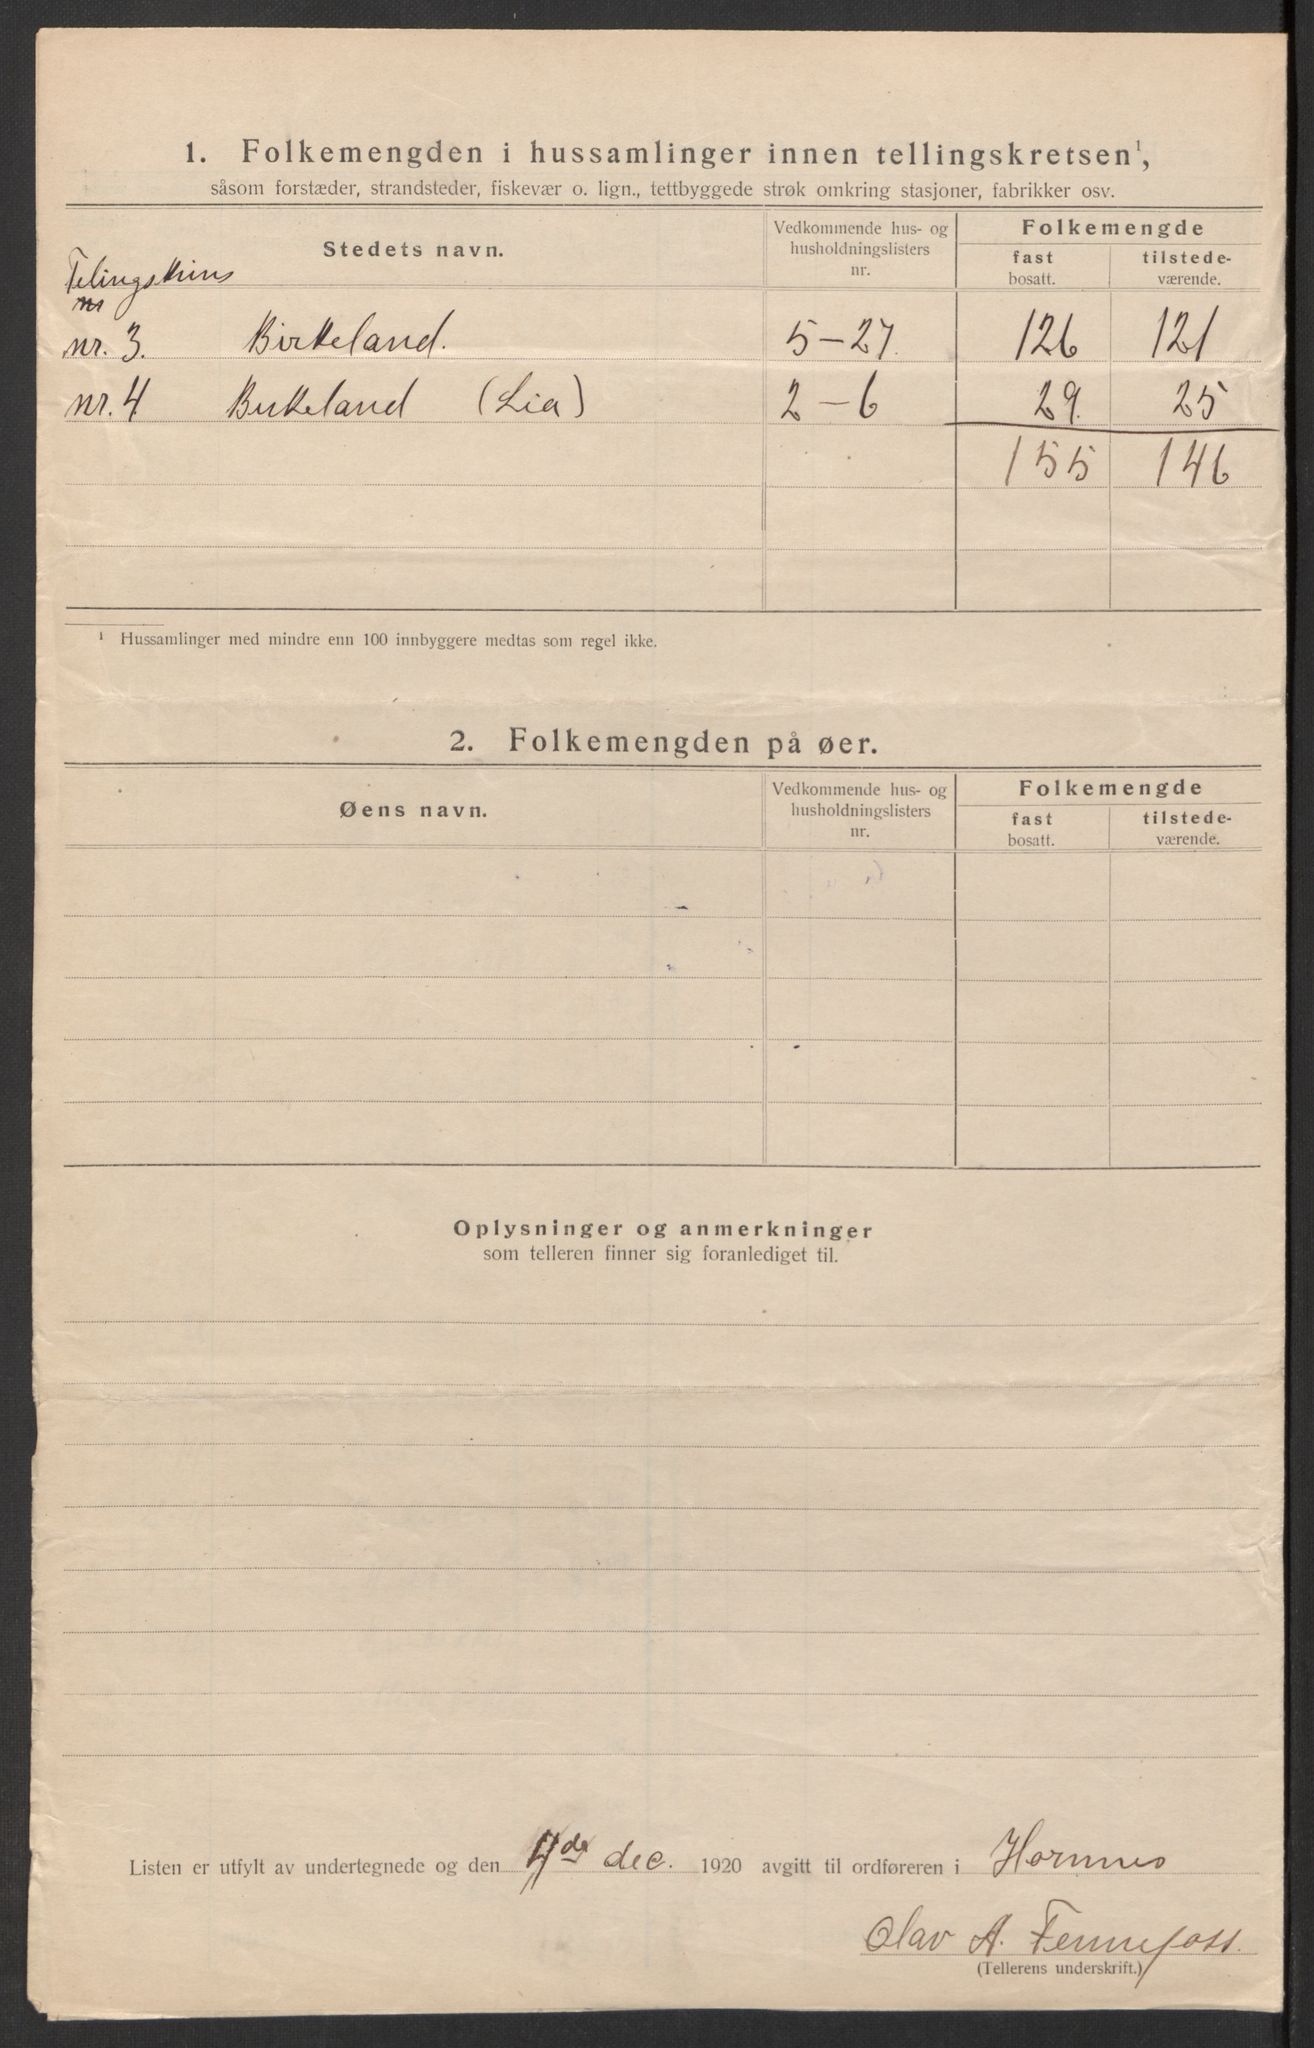 1. Folkemengden i hussamlinger innen tellingskretsen¹,
såsom forstæder, strandsteder, fiskevær o. lign., tettbyggede strøk omkring stasjoner, fabrikker osv.
Stedets navn.
Vedkommende hus- og husholdningslisters nr.
Folkemengde
fast bosatt.
tilstede-værende.
nr. 3. Birkeland. 5-27. 126 121
nr. 4 Birkeland (Lia) 2-6 29. 25
155 146
¹ Hussamlinger med mindre enn 100 innbyggere medtas som regel ikke.
2. Folkemengden på øer.
Øens navn.
Vedkommende hus- og husholdningslisters nr.
Folkemengde
fast bosatt.
tilstede-værende.
Oplysninger og anmerkninger
som telleren finner sig foranlediget til.
Listen er utfylt av undertegnede og den dec. 1920 avgitt til ordføreren i Hornnes
Olav A. Fennefoss.
(Tellerens underskrift.)